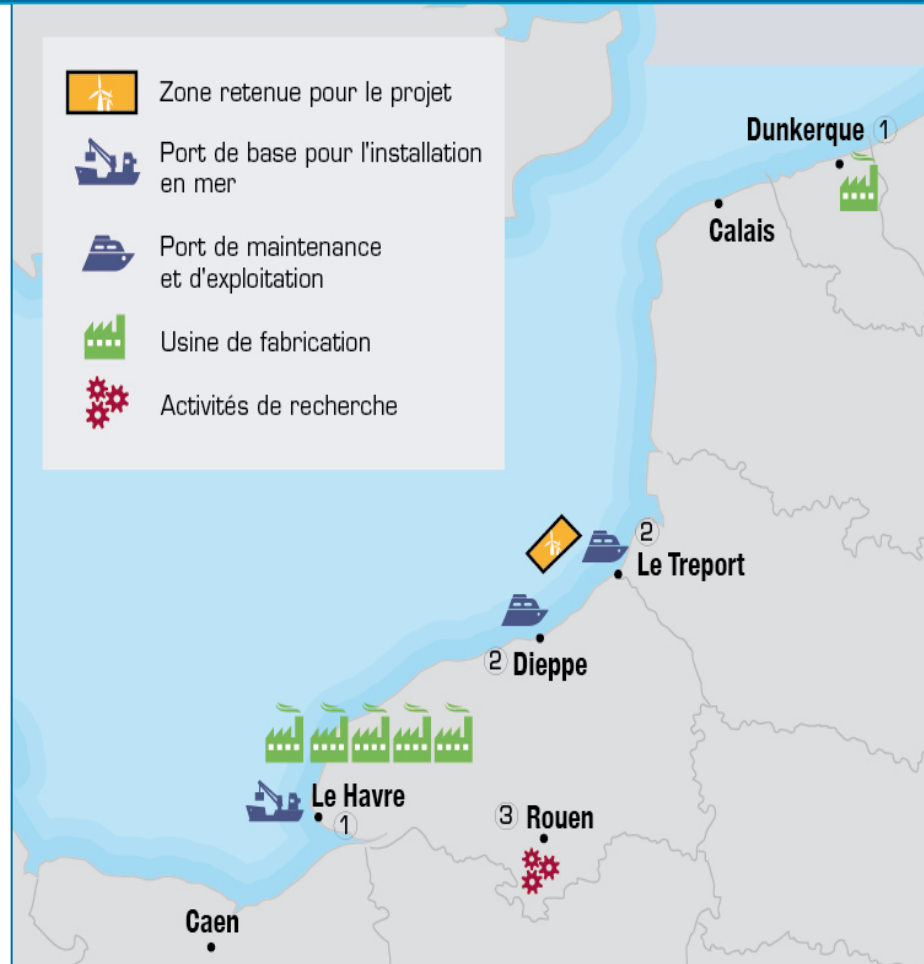 Zone retenue pour le projet
Port de base pour l'installation
en mer
Port de maintenance
et d'exploitation
Usine de fabrication
Activités de recherche
Dunkerque 1
Calais
2
Le Treport
2 Dieppe
Le Havre
1
3 Rouen
Caen